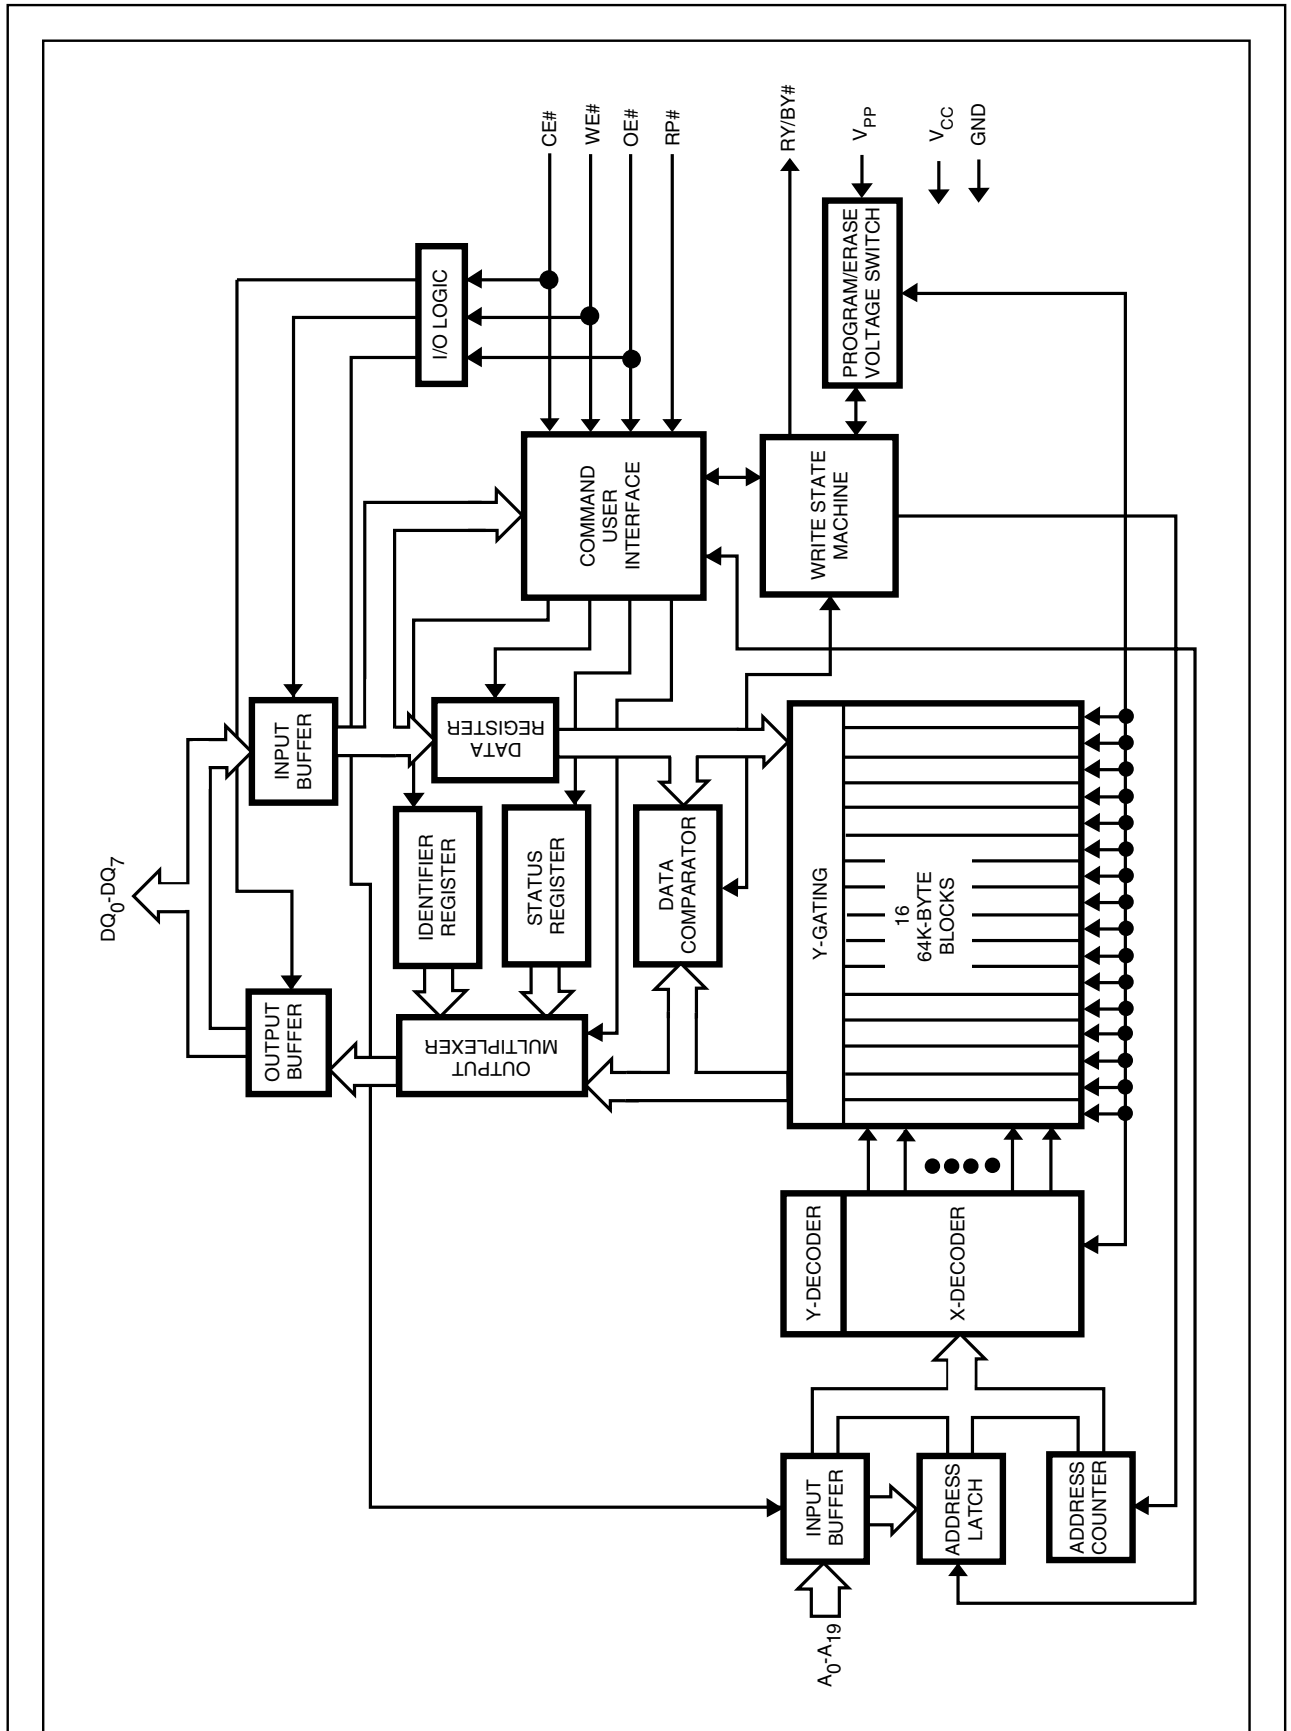 DQ0-DQ7
OUTPUT
BUFFER
INPUT
BUFFER
I/O LOGIC
CE#
WE#
OE#
RP#
IDENTIFIER
REGISTER
STATUS
REGISTER
DATA
REGISTER
COMMAND
USER
INTERFACE
OUTPUT
MULTIPLEXER
DATA
COMPARATOR
A0-A19
INPUT
BUFFER
Y-DECODER
X-DECODER
Y-GATING
16
64K-BYTE
BLOCKS
WRITE STATE
MACHINE
PROGRAM/ERASE
VOLTAGE SWITCH
RY/BY#
VPP
VCC
GND
ADDRESS
LATCH
ADDRESS
COUNTER